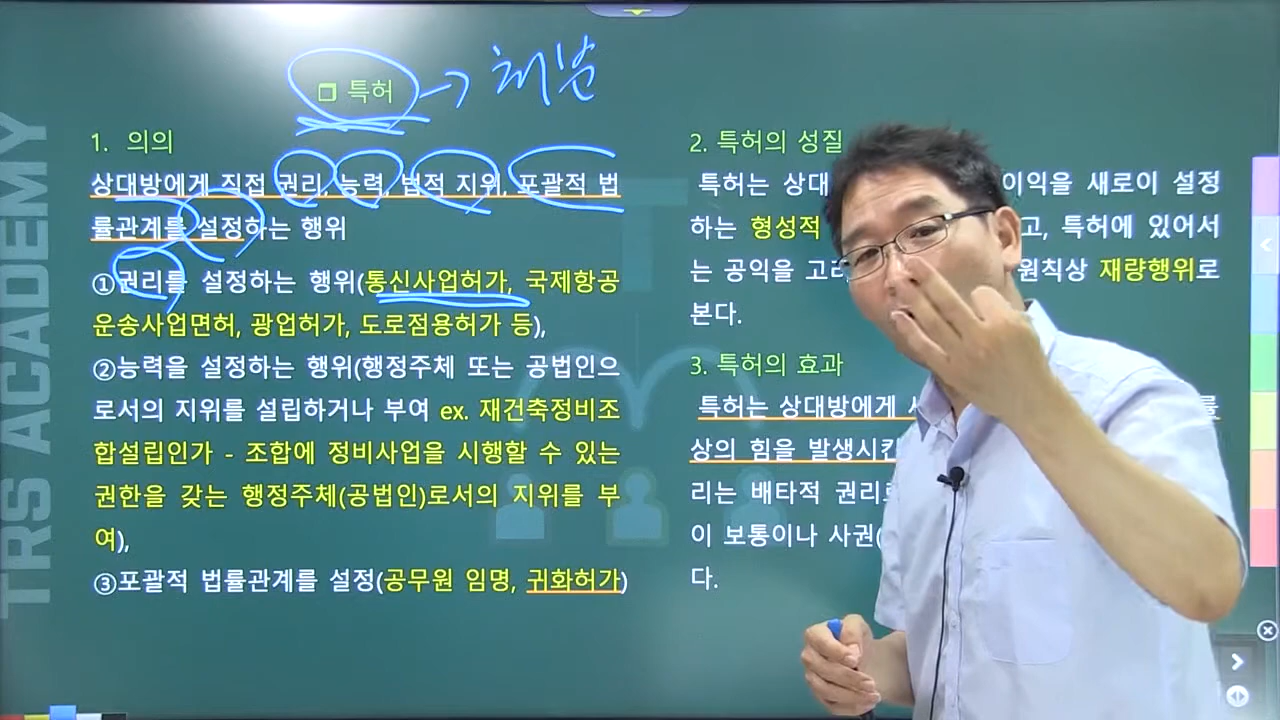 ❐ 특허 →
1. 의의
상대방에게 직접 권리, 능력, 법적 지위, 포괄적 법
률관계를 설정하는 행위
①권리를 설정하는 행위(통신사업허가, 국제항공
운송사업면허, 광업허가, 도로점용허가 등),
②능력을 설정하는 행위(행정주체 또는 공법인으
로서의 지위를 설립하거나 부여 ex. 재건축정비조
합설립인가 - 조합에 정비사업을 시행할 수 있는
권한을 갖는 행정주체(공법인)로서의 지위를 부
여),
③포괄적 법률관계를 설정(공무원 임명, 귀화허가)
2. 특허의 성질
특허는 상대 이익을 새로이 설정
하는 형성적 고, 특허에 있어서
는 공익을 고려 원칙상 재량행위로
본다.
3. 특허의 효과
특허는 상대방에게 를
상의 힘을 발생시킨
리는 배타적 권리
이 보통이나 사권(
다.
TRS ACADEMY